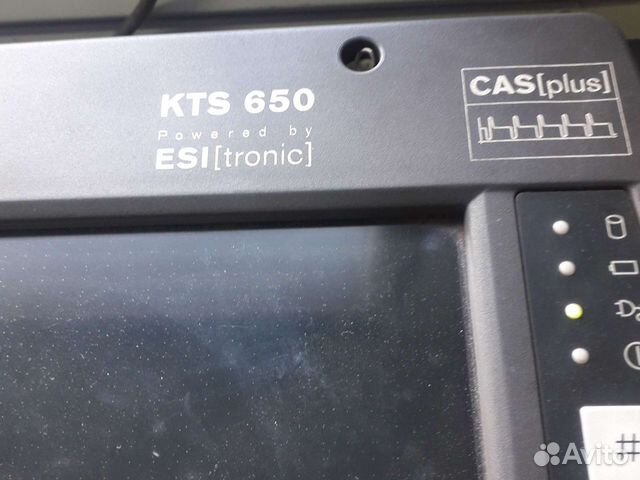 KTS 650
Powered by
ESI[tronic]
CAS[plus]
#
Avito